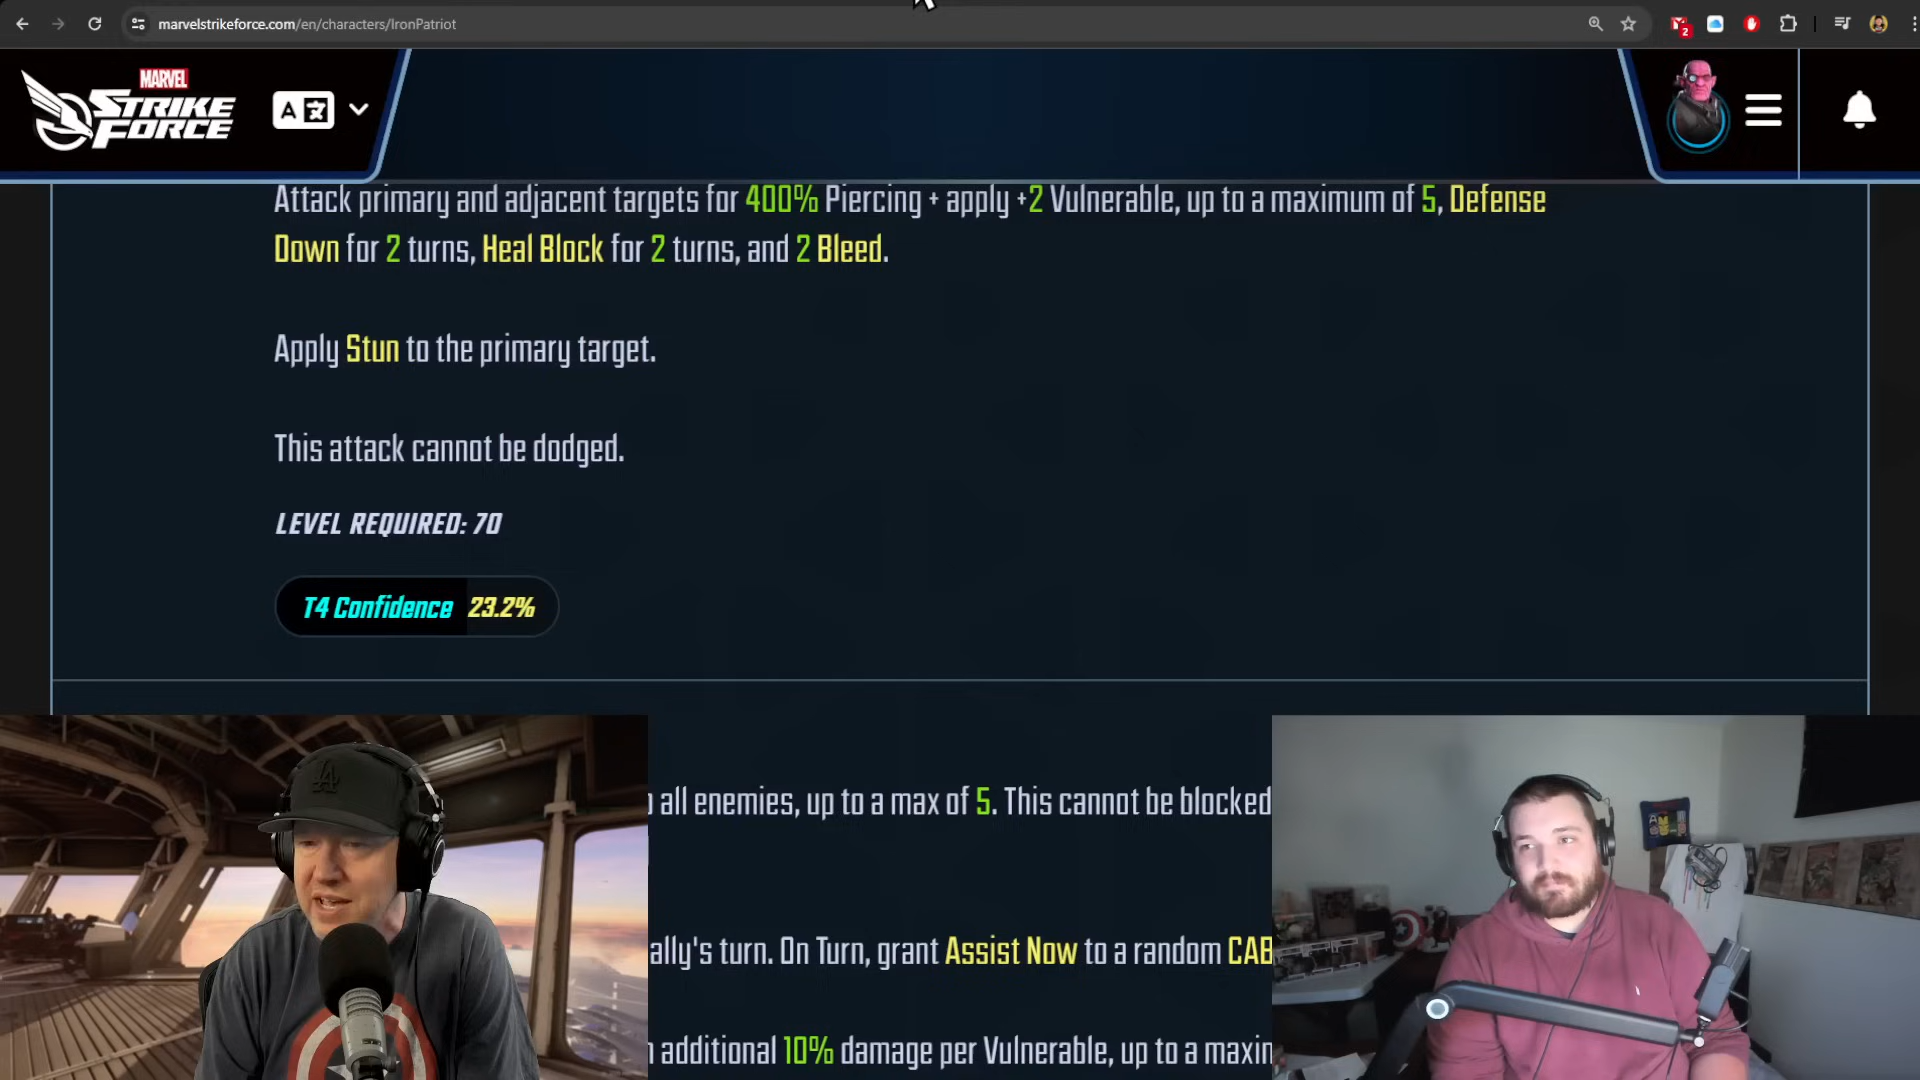 marvelstrikeforce.com/en/characters/IronPatriot
2
MARVEL
STRIKE
FORCE
A 文
Attack primary and adjacent targets for 400% Piercing + apply +2 Vulnerable, up to a maximum of 5, Defense
Down for 2 turns, Heal Block for 2 turns, and 2 Bleed.
Apply Stun to the primary target.
This attack cannot be dodged.
LEVEL REQUIRED: 70
T4 Confidence 23.2%
all enemies, up to a max of 5. This cannot be blocked
ally's turn. On Turn, grant Assist Now to a random CAB
additional 10% damage per Vulnerable, up to a maxim
LA